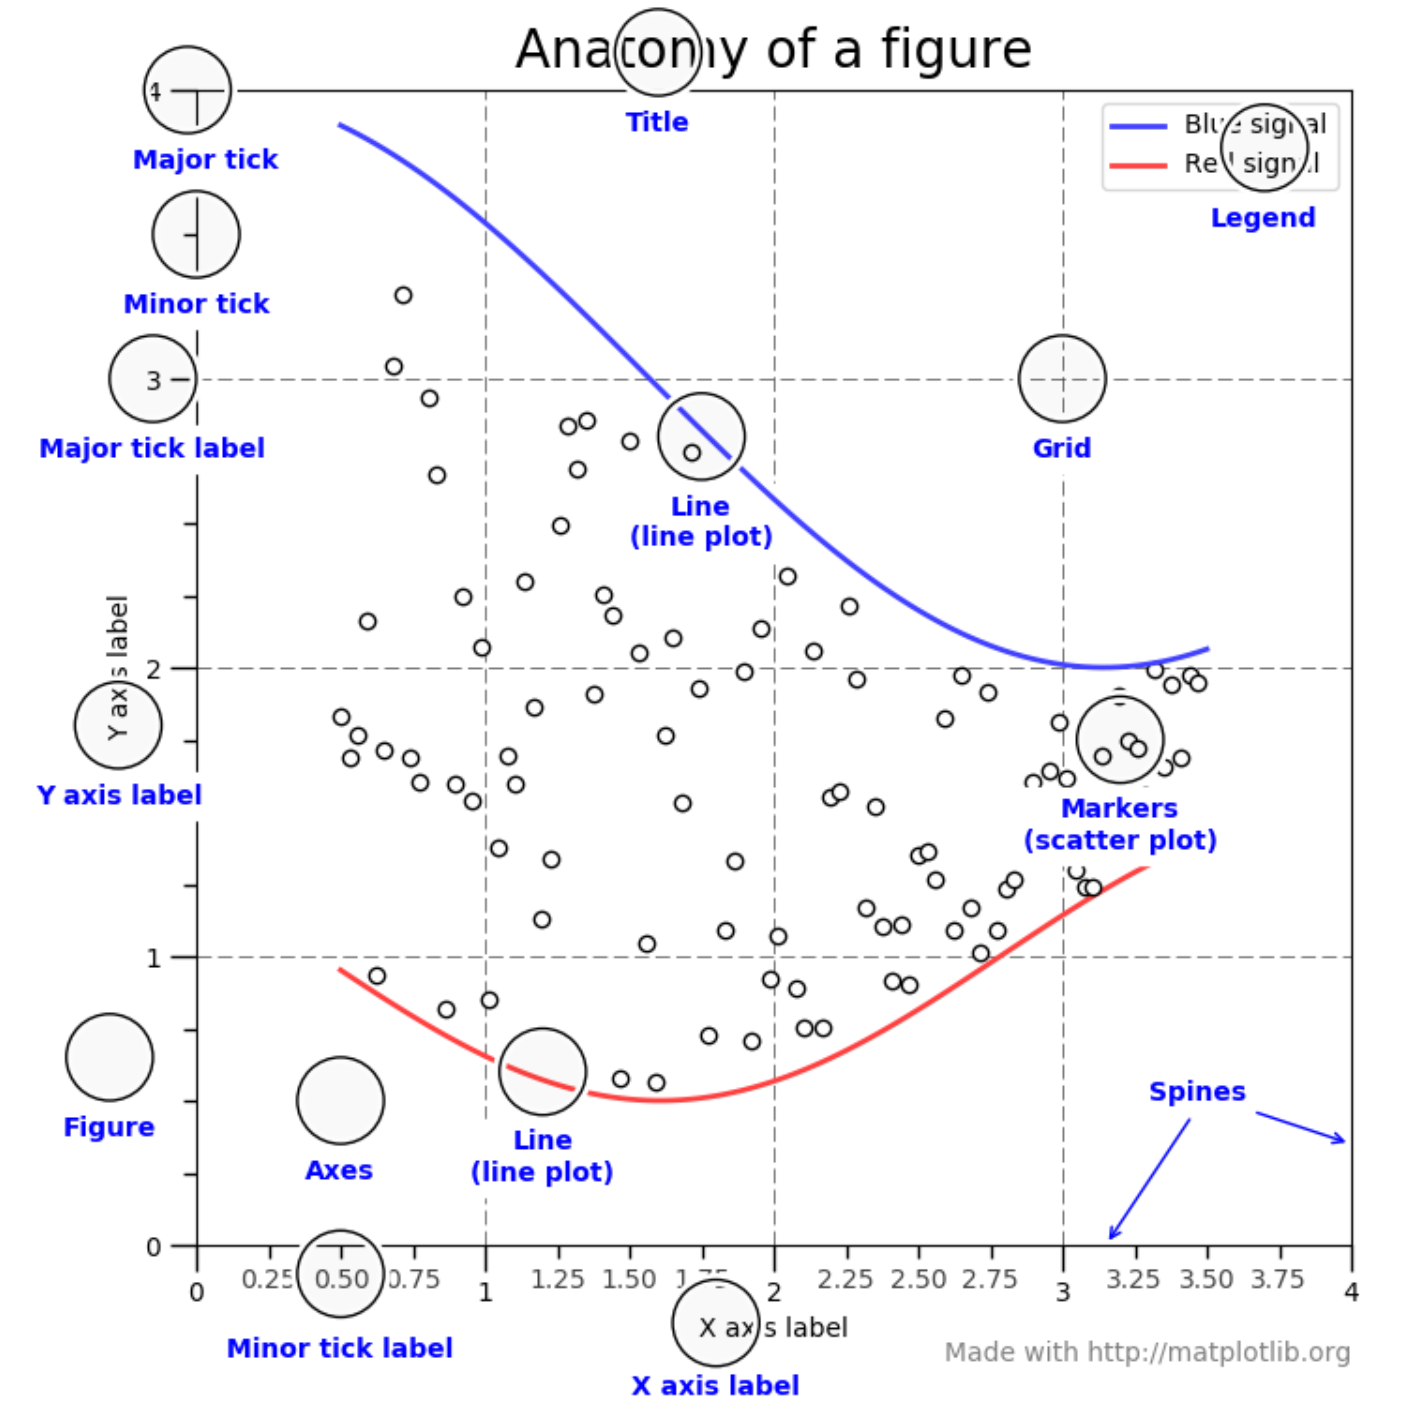 Anatomy of a figure
Title
4
Major tick
Blue signal
Red signal
Legend
Minor tick
3
Major tick label
Grid
Line
(line plot)
Y axis label
2
Y axis label
Markers
(scatter plot)
1
Figure
Axes
Line
(line plot)
Spines
0
0.25 0.50 0.75 1.25 1.50 1.75 2.25 2.50 2.75 3.25 3.50 3.75
0 1 2 3 4
Minor tick label
X axis label
X axis label
Made with http://matplotlib.org